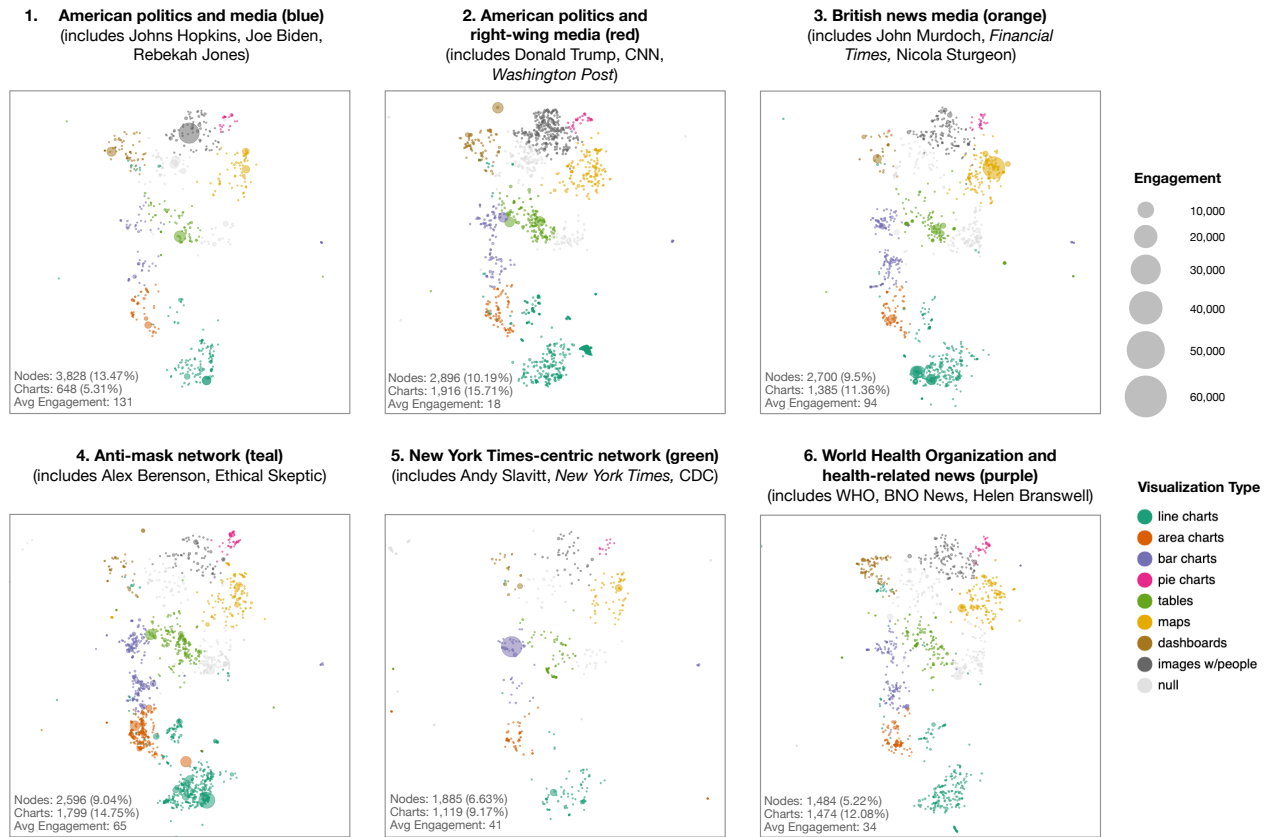 1. American politics and media (blue)
(includes Johns Hopkins, Joe Biden,
Rebekah Jones)
2. American politics and
right-wing media (red)
(includes Donald Trump, CNN,
Washington Post)
3. British news media (orange)
(includes John Murdoch, Financial
Times, Nicola Sturgeon)
Nodes: 3,828 (13.47%)
Charts: 648 (5.31%)
Avg Engagement: 131
Nodes: 2,896 (10.19%)
Charts: 1,916 (15.71%)
Avg Engagement: 18
Nodes: 2,700 (9.5%)
Charts: 1,385 (11.36%)
Avg Engagement: 94
Engagement
10,000
20,000
30,000
40,000
50,000
60,000
4. Anti-mask network (teal)
(includes Alex Berenson, Ethical Skeptic)
5. New York Times-centric network (green)
(includes Andy Slavitt, New York Times, CDC)
6. World Health Organization and
health-related news (purple)
(includes WHO, BNO News, Helen Branswell)
Nodes: 2,596 (9.04%)
Charts: 1,799 (14.75%)
Avg Engagement: 65
Nodes: 1,885 (6.63%)
Charts: 1,119 (9.17%)
Avg Engagement: 41
Nodes: 1,484 (5.22%)
Charts: 1,474 (12.08%)
Avg Engagement: 34
Visualization Type
line charts
area charts
bar charts
pie charts
tables
maps
dashboards
images w/people
null